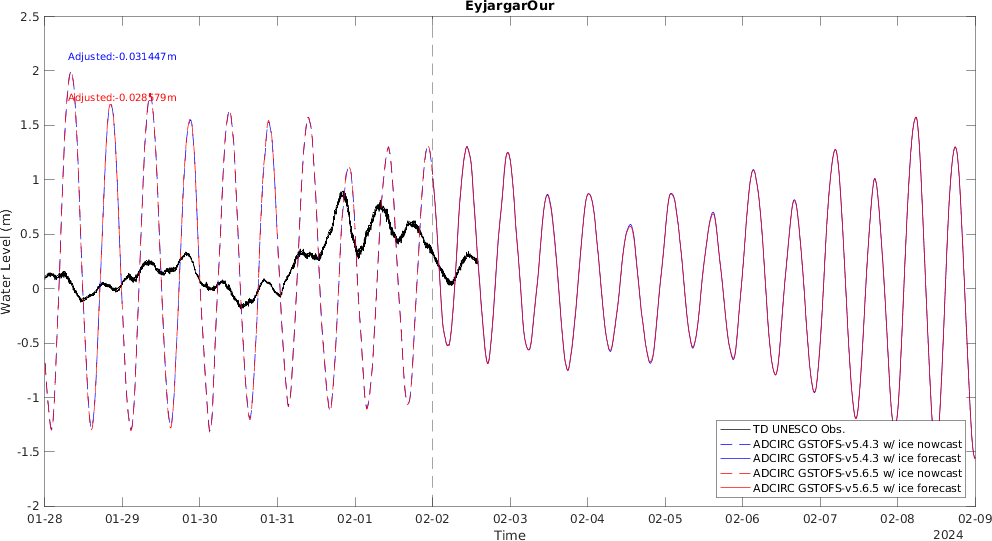 EyjargarOur
2.5
2
1.5
1
0.5
0
-0.5
-1
-1.5
-2
Water Level (m)
Adjusted:-0.031447m
Adjusted:-0.028579m
TD UNESCO Obs.
ADCIRC GSTOFS-v5.4.3 w/ ice nowcast
ADCIRC GSTOFS-v5.4.3 w/ ice forecast
ADCIRC GSTOFS-v5.6.5 w/ ice nowcast
ADCIRC GSTOFS-v5.6.5 w/ ice forecast
01-28 01-29 01-30 01-31 02-01 02-02 02-03 02-04 02-05 02-06 02-07 02-08 02-09
Time
2024